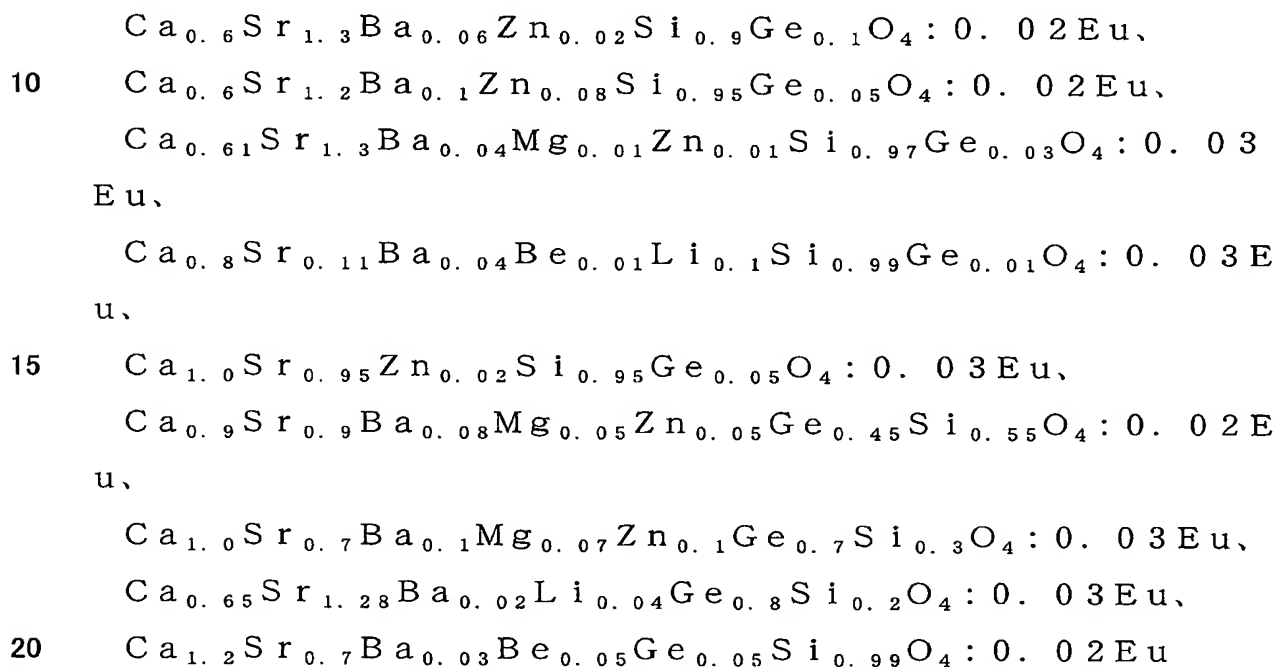 Ca₀.₆Sr₁.₃Ba₀.₀₆Zn₀.₀₂Si₀.₉Ge₀.₁O₄:0.02Eu、
10 Ca₀.₆Sr₁.₂Ba₀.₁Zn₀.₀₈Si₀.₉₅Ge₀.₀₅O₄:0.02Eu、
Ca₀.₆₁Sr₁.₃Ba₀.₀₄Mg₀.₀₁Zn₀.₀₁Si₀.₉₇Ge₀.₀₃O₄:0.03
Eu、
Ca₀.₈Sr₀.₁₁Ba₀.₀₄Be₀.₀₁Li₀.₁Si₀.₉₉Ge₀.₀₁O₄:0.03E
u、
15 Ca₁.₀Sr₀.₉₅Zn₀.₀₂Si₀.₉₅Ge₀.₀₅O₄:0.03Eu、
Ca₀.₉Sr₀.₉Ba₀.₀₈Mg₀.₀₅Zn₀.₀₅Ge₀.₄₅Si₀.₅₅O₄:0.02E
u、
Ca₁.₀Sr₀.₇Ba₀.₁Mg₀.₀₇Zn₀.₁Ge₀.₇Si₀.₃O₄:0.03Eu、
Ca₀.₆₅Sr₁.₂₈Ba₀.₀₂Li₀.₀₄Ge₀.₈Si₀.₂O₄:0.03Eu、
20 Ca₁.₂Sr₀.₇Ba₀.₀₃Be₀.₀₅Ge₀.₀₅Si₀.₉₉O₄:0.02Eu